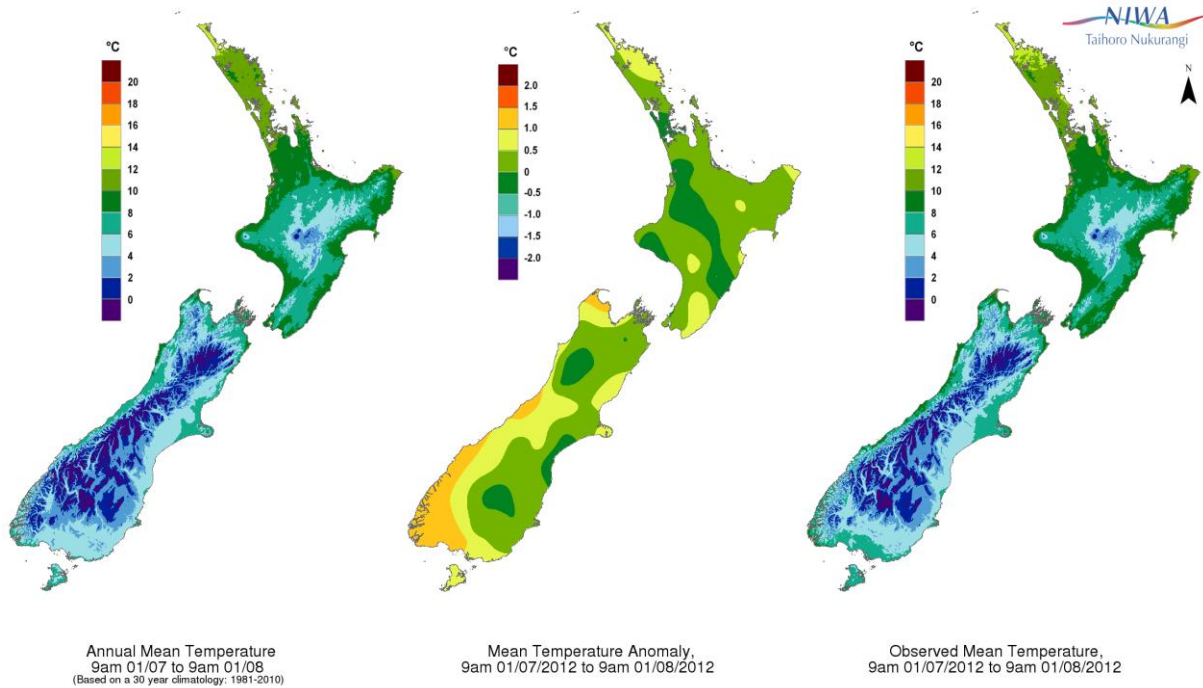 NIWA
Taihoro Nukurangi
N
°C
20
18
16
14
12
10
8
6
4
2
0
°C
2.0
1.5
1.0
0.5
0
-0.5
-1.0
-1.5
-2.0
°C
20
18
16
14
12
10
8
6
4
2
0
Annual Mean Temperature
9am 01/07 to 9am 01/08
(Based on a 30 year climatology: 1981-2010)
Mean Temperature Anomaly,
9am 01/07/2012 to 9am 01/08/2012
Observed Mean Temperature,
9am 01/07/2012 to 9am 01/08/2012